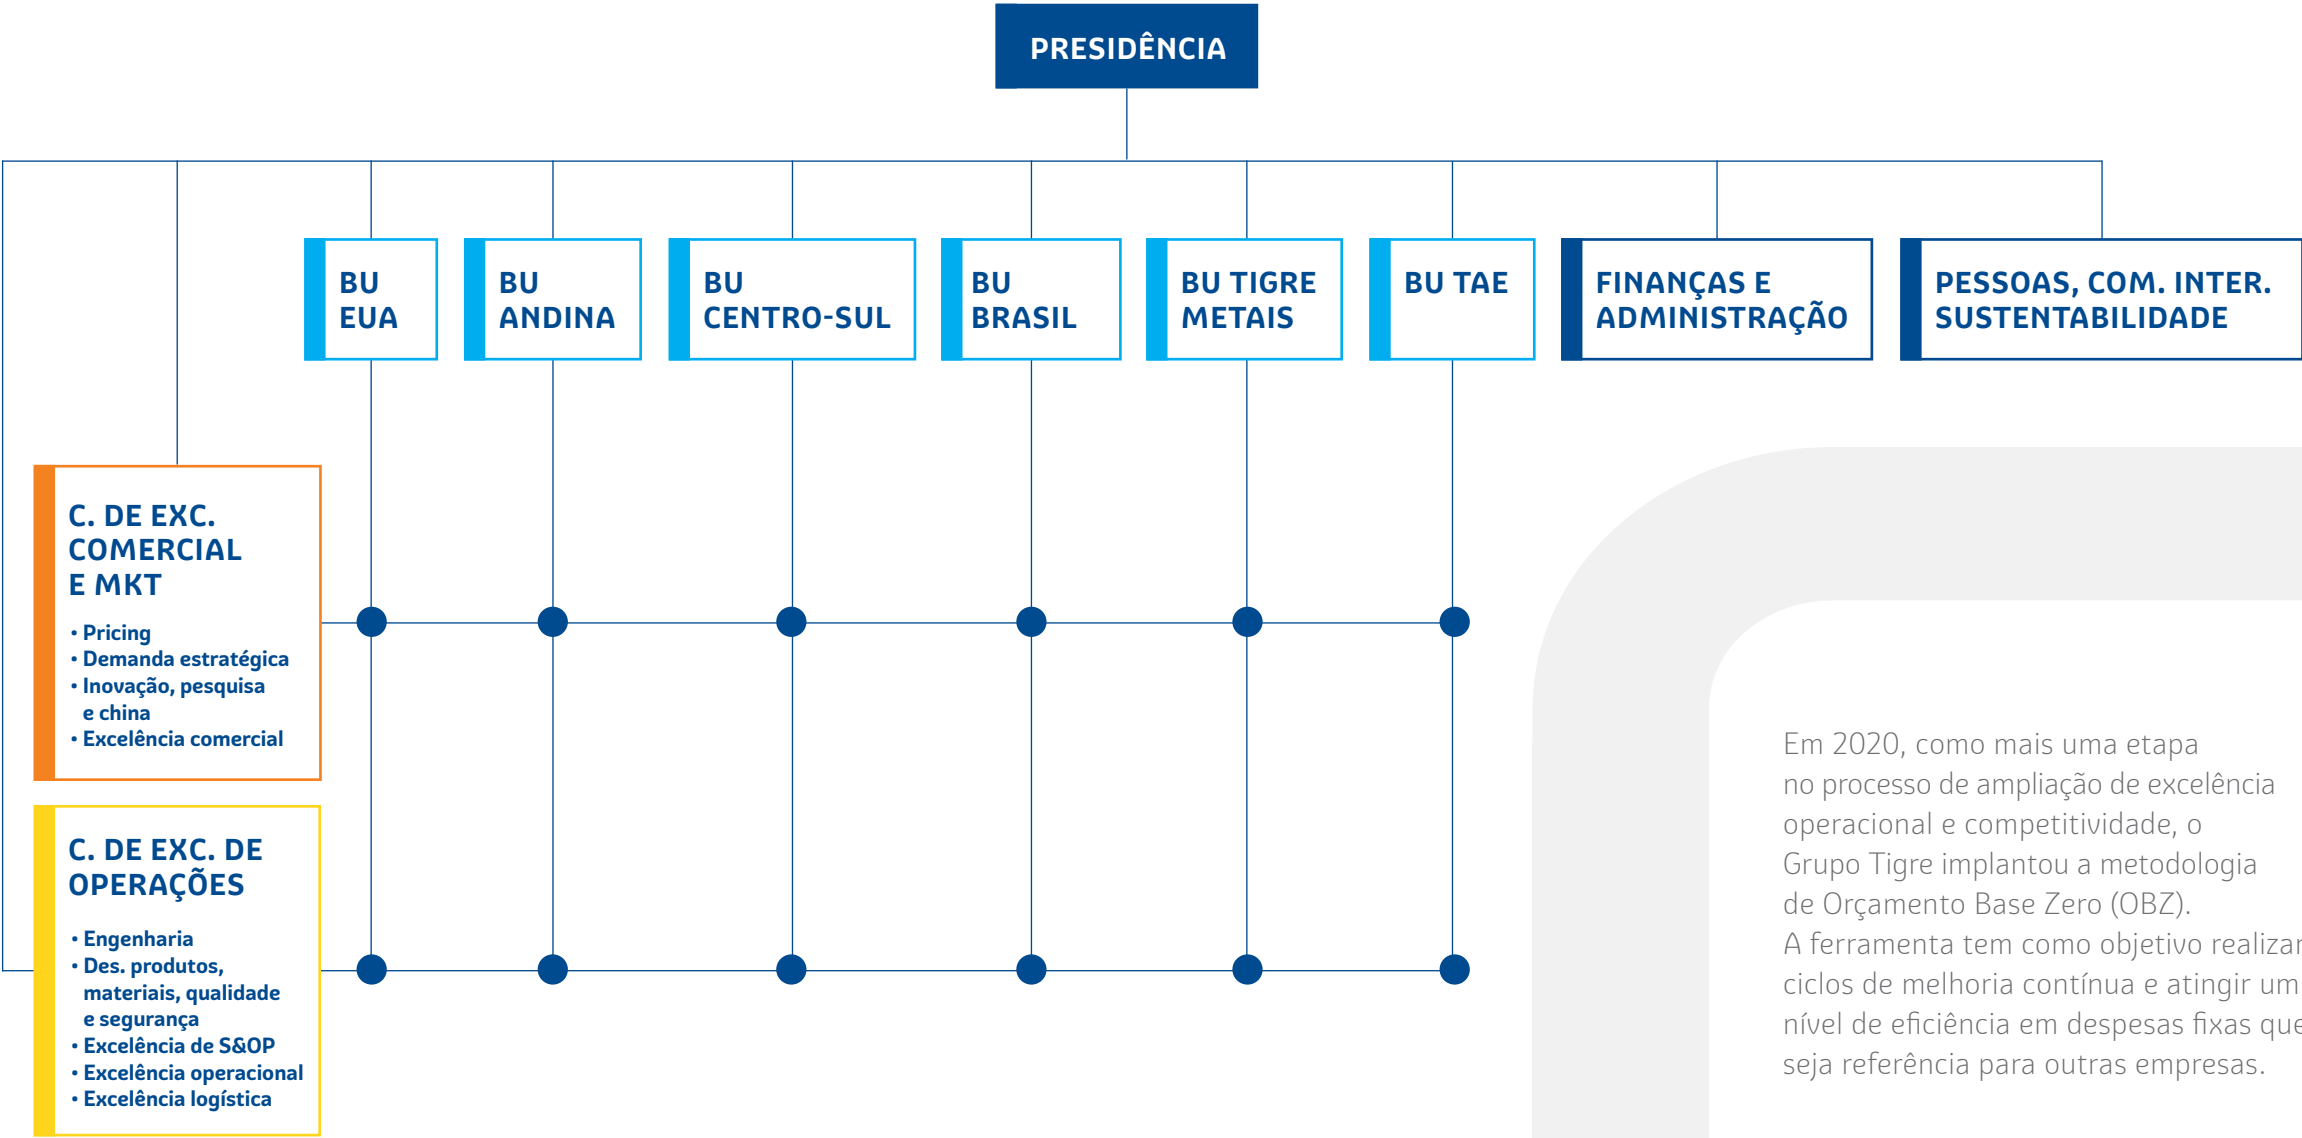 PRESIDÊNCIA
BU
EUA
BU
ANDINA
BU
CENTRO-SUL
BU
BRASIL
BU TIGRE
METAIS
BU TAE
FINANÇAS E
ADMINISTRAÇÃO
PESSOAS, COM. INTER.
SUSTENTABILIDADE
C. DE EXC.
COMERCIAL
E MKT
• Pricing
• Demanda estratégica
• Inovação, pesquisa
e china
• Excelência comercial
C. DE EXC. DE
OPERAÇÕES
• Engenharia
• Des. produtos,
materiais, qualidade
e segurança
• Excelência de S&OP
• Excelência operacional
• Excelência logística
Em 2020, como mais uma etapa
no processo de ampliação de excelência
operacional e competitividade, o
Grupo Tigre implantou a metodologia
de Orçamento Base Zero (OBZ).
A ferramenta tem como objetivo realizar
ciclos de melhoria contínua e atingir um
nível de eficiência em despesas fixas que
seja referência para outras empresas.